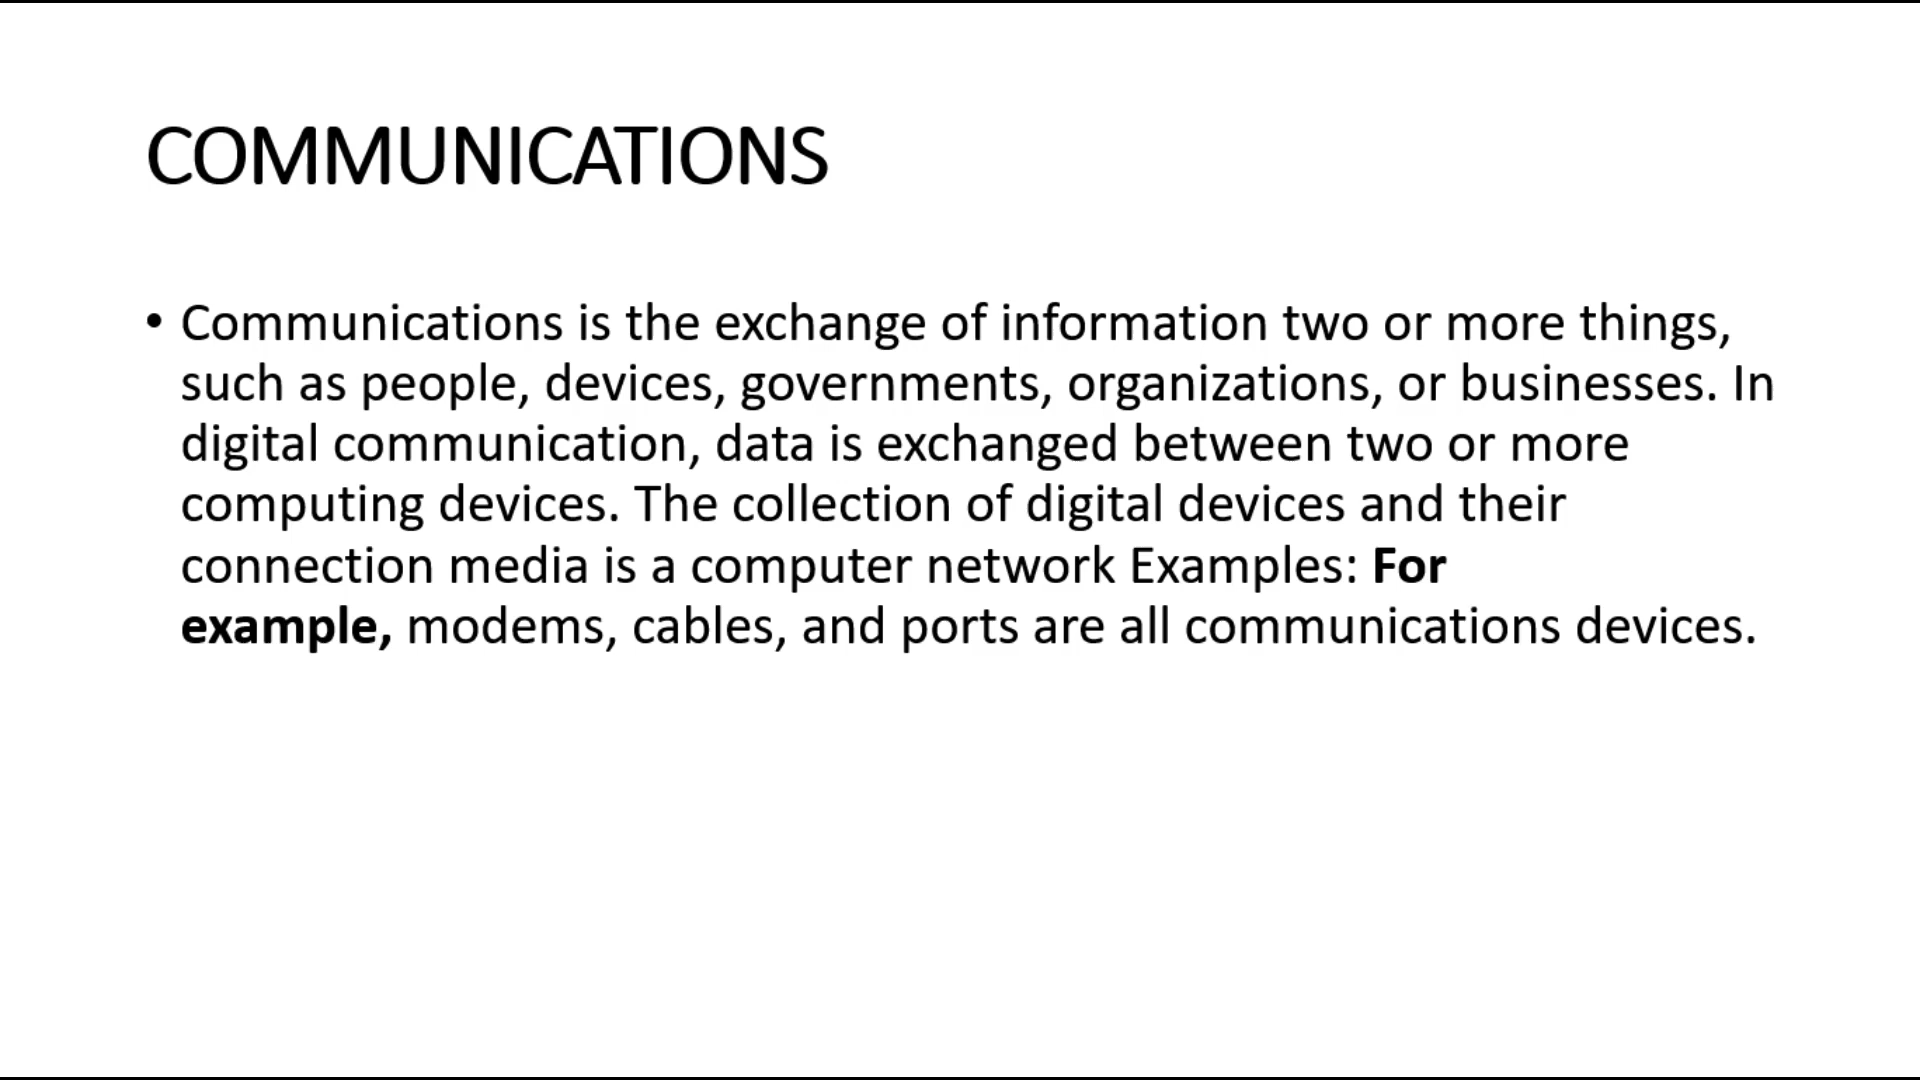 COMMUNICATIONS
• Communications is the exchange of information two or more things,
such as people, devices, governments, organizations, or businesses. In
digital communication, data is exchanged between two or more
computing devices. The collection of digital devices and their
connection media is a computer network Examples: For
example, modems, cables, and ports are all communications devices.